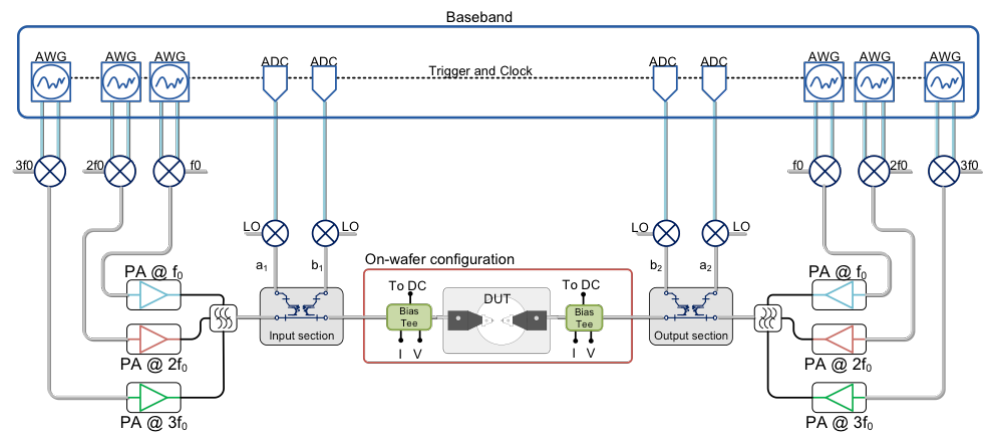 Baseband
AWG AWG AWG ADC ADC ADC ADC AWG AWG AWG
Trigger and Clock
3f0 2f0 f0 f0 2f0 3f0
LO LO LO LO
a₁ b₁ b₂ a₂
On-wafer configuration
PA @ f₀ To DC DUT To DC PA @ f₀
Bias Tee Bias Tee
Input section Output section
I V I V
PA @ 2f₀ PA @ 2f₀
PA @ 3f₀ PA @ 3f₀